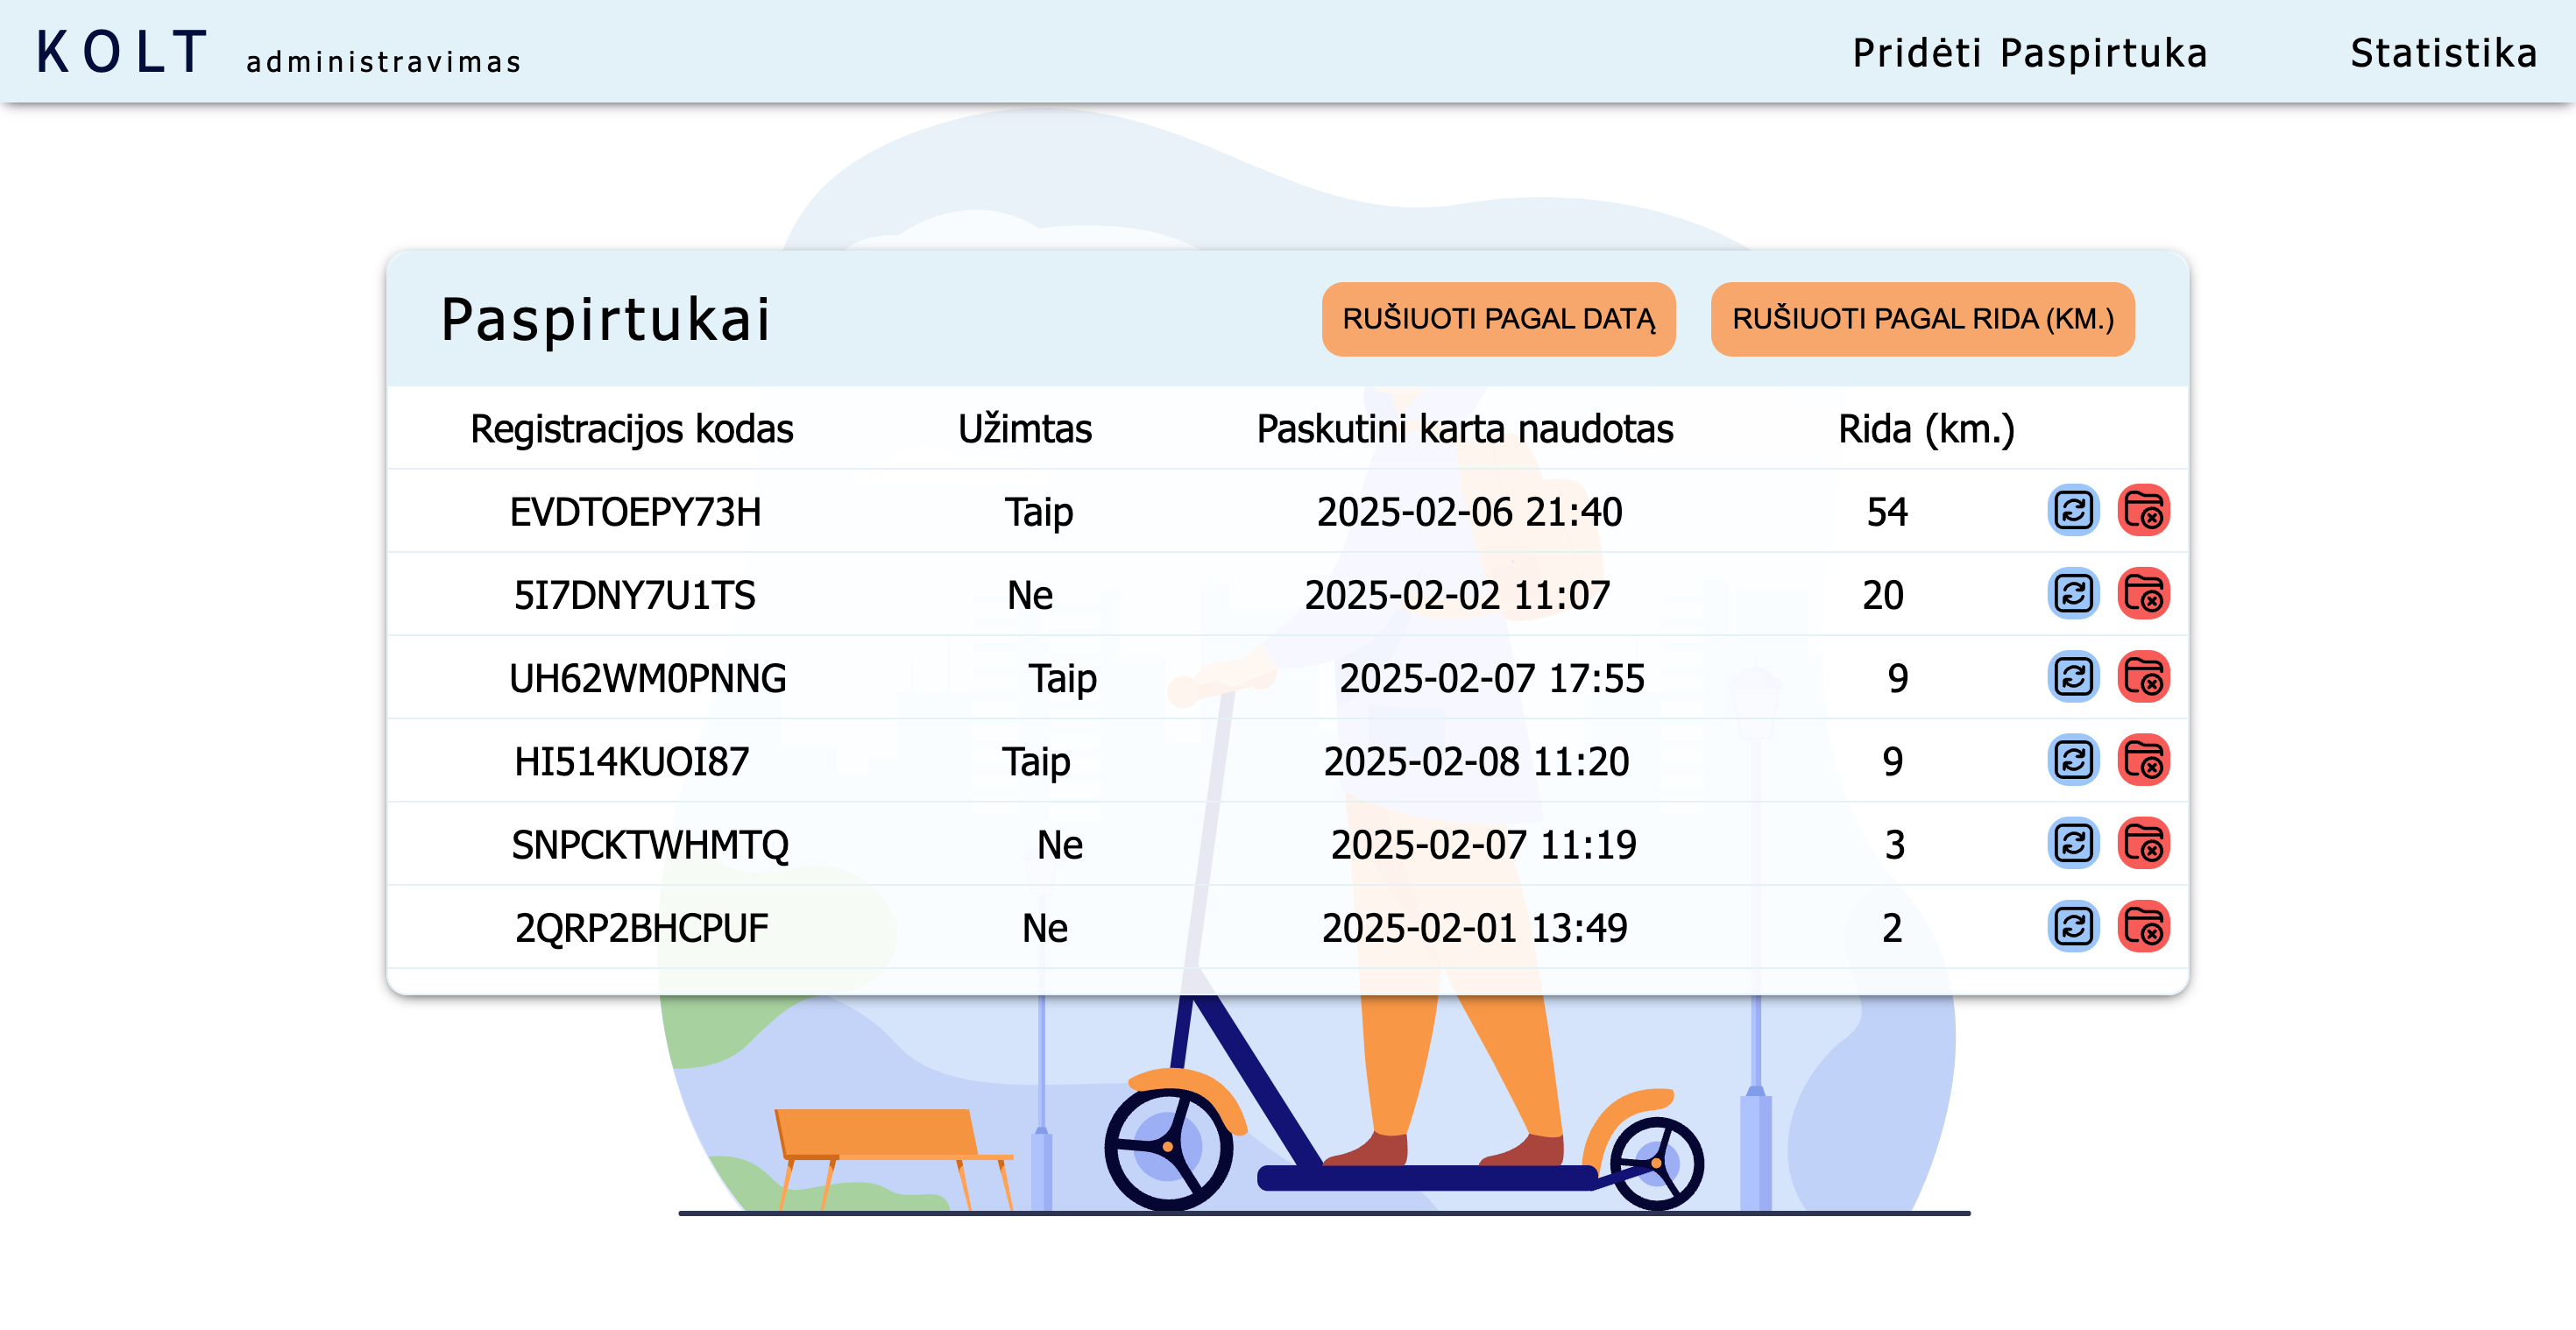 KOLT administravimas Pridėti Paspirtuka Statistika
Paspirtukai RUŠIUOTI PAGAL DATĄ RUŠIUOTI PAGAL RIDA (KM.)
Registracijos kodas Užimtas Paskutini karta naudotas Rida (km.)
EVDTOEPY73H Taip 2025-02-06 21:40 54
5I7DNY7U1TS Ne 2025-02-02 11:07 20
UH62WM0PNNG Taip 2025-02-07 17:55 9
HI514KUOI87 Taip 2025-02-08 11:20 9
SNPCKTWHMTQ Ne 2025-02-07 11:19 3
2QRP2BHCPUF Ne 2025-02-01 13:49 2